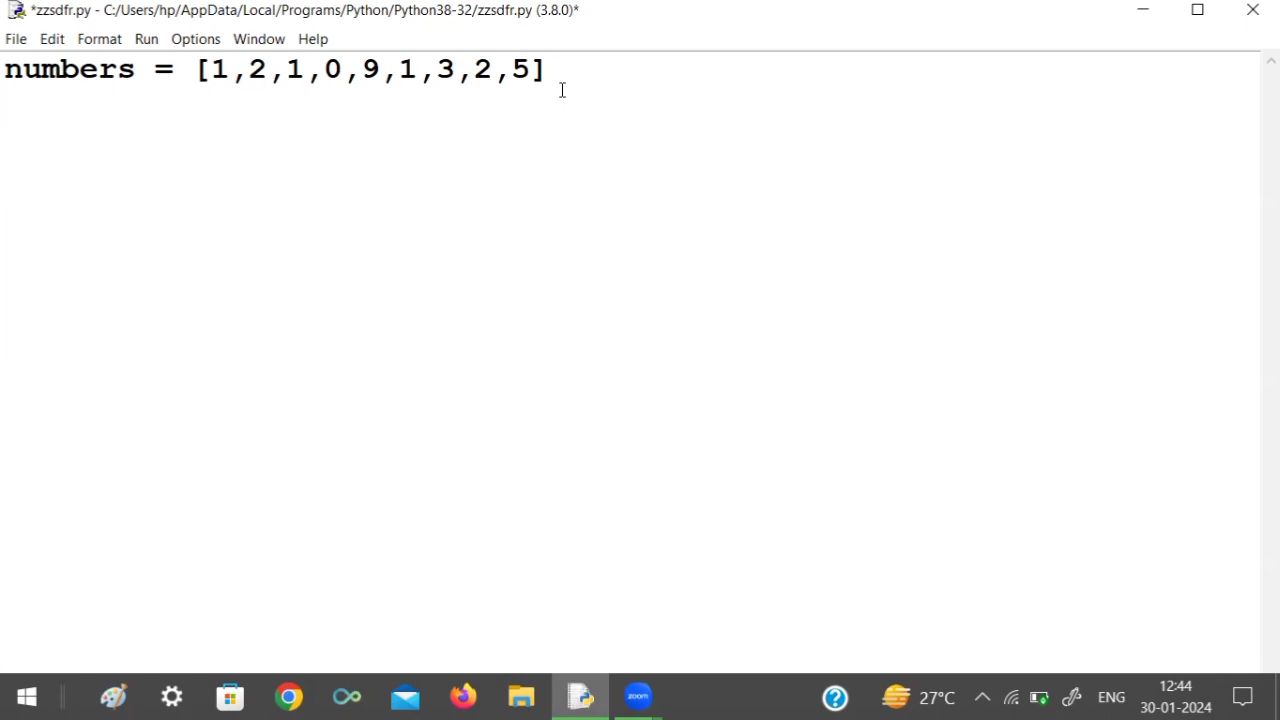 *zzsdfr.py - C:/Users/hp/AppData/Local/Programs/Python/Python38-32/zzsdfr.py (3.8.0)*
File Edit Format Run Options Window Help
numbers = [1,2,1,0,9,1,3,2,5]
zoom
27°C
ENG
12:44
30-01-2024